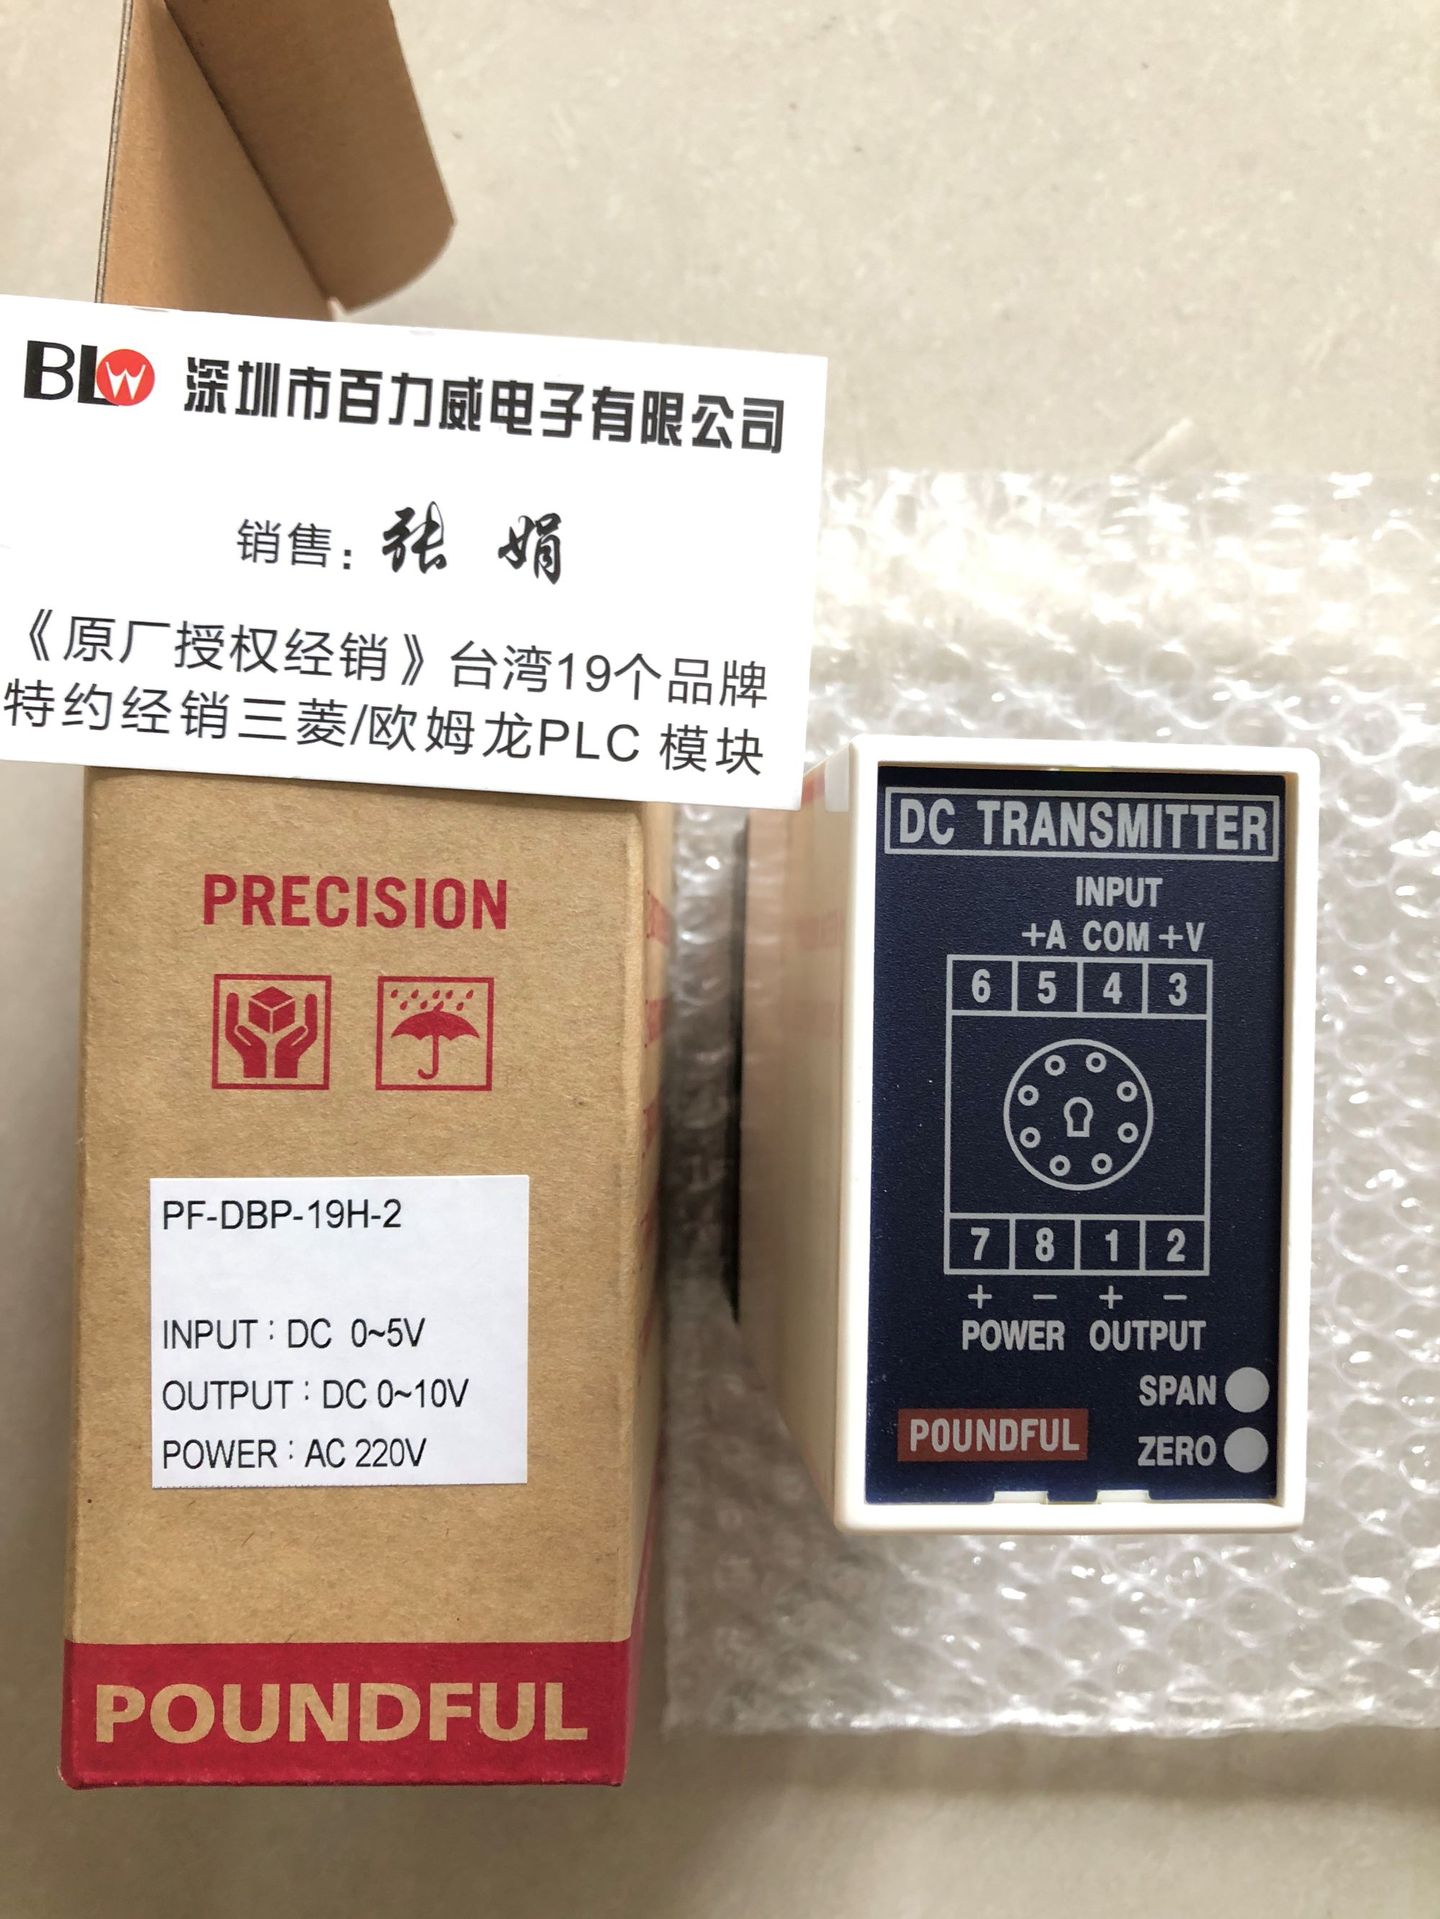 BLW 深圳市百力威电子有限公司
销售：张 娟
《原厂授权经销》台湾19个品牌
特约经销三菱/欧姆龙PLC 模块
PRECISION
PF-DBP-19H-2
INPUT：DC 0~5V
OUTPUT：DC 0~10V
POWER：AC 220V
POUNDFUL
DC TRANSMITTER
INPUT
+A COM +V
6 5 4 3
7 8 1 2
+ − + −
POWER OUTPUT
SPAN
POUNDFUL
ZERO